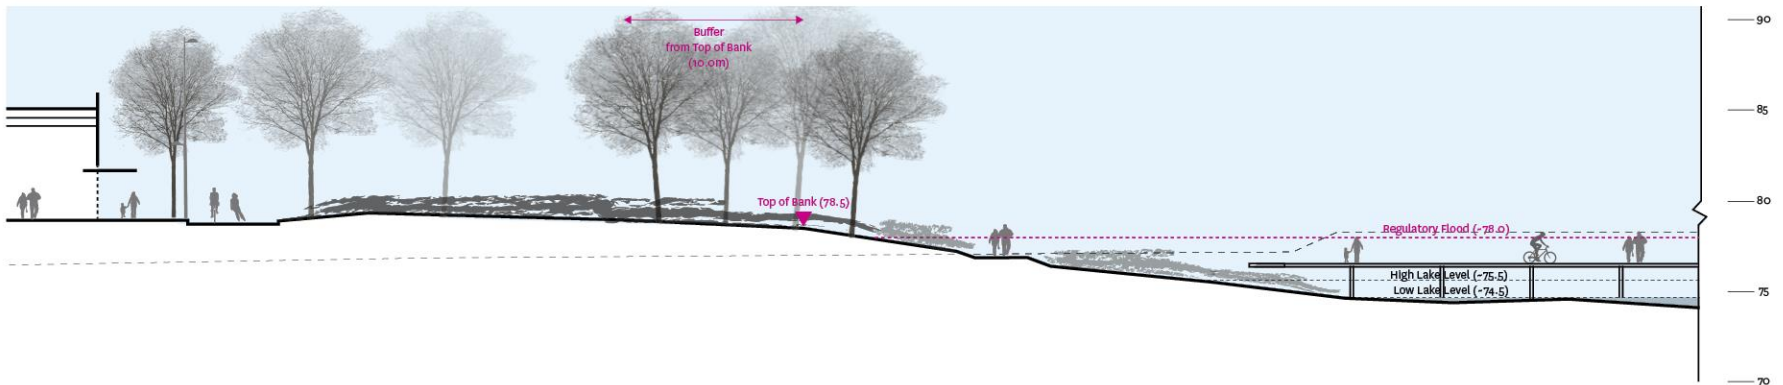 90
Buffer
from Top of Bank
(10.0m)
85
80
Top of Bank (78.5)
Regulatory Flood (~78.0)
High Lake Level (~75.5)
Low Lake Level (~74.5)
75
70